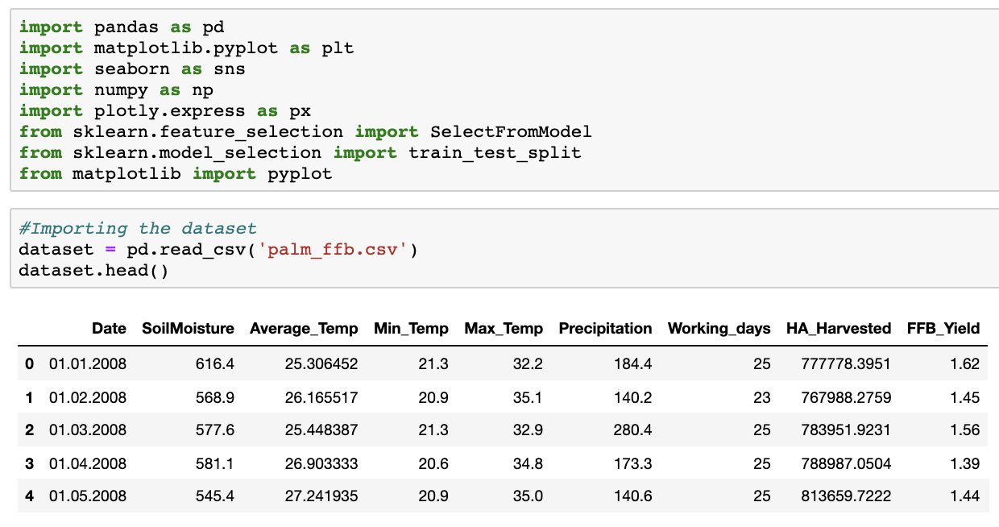 import pandas as pd
import matplotlib.pyplot as plt
import seaborn as sns
import numpy as np
import plotly.express as px
from sklearn.feature_selection import SelectFromModel
from sklearn.model_selection import train_test_split
from matplotlib import pyplot
#Importing the dataset
dataset = pd.read_csv('palm_ffb.csv')
dataset.head()
Date SoilMoisture Average_Temp Min_Temp Max_Temp Precipitation Working_days HA_Harvested FFB_Yield
0 01.01.2008 616.4 25.306452 21.3 32.2 184.4 25 777778.3951 1.62
1 01.02.2008 568.9 26.165517 20.9 35.1 140.2 23 767988.2759 1.45
2 01.03.2008 577.6 25.448387 21.3 32.9 280.4 25 783951.9231 1.56
3 01.04.2008 581.1 26.903333 20.6 34.8 173.3 25 788987.0504 1.39
4 01.05.2008 545.4 27.241935 20.9 35.0 140.6 25 813659.7222 1.44